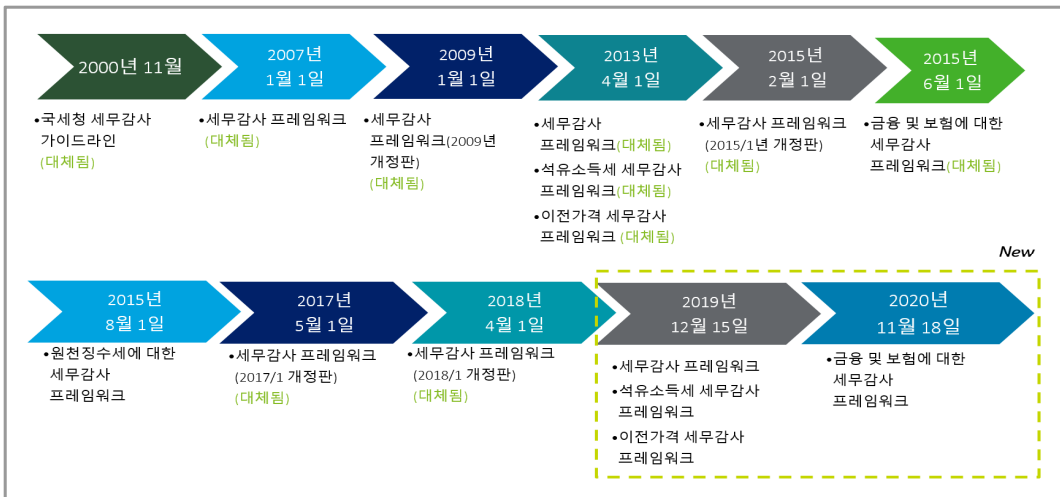 2000년 11월
2007년
1월 1일
2009년
1월 1일
2013년
4월 1일
2015년
2월 1일
2015년
6월 1일
•국세청 세무감사
가이드라인
(대체됨)
•세무감사 프레임워크
(대체됨)
•세무감사
프레임워크(2009년
개정판)
(대체됨)
•세무감사
프레임워크(대체됨)
•석유소득세 세무감사
프레임워크(대체됨)
•이전가격 세무감사
프레임워크 (대체됨)
•세무감사 프레임워크
(2015/1년 개정판)
(대체됨)
•금융 및 보험에 대한
세무감사
프레임워크(대체됨)
New
2015년
8월 1일
2017년
5월 1일
2018년
4월 1일
2019년
12월 15일
2020년
11월 18일
•원천징수세에 대한
세무감사
프레임워크
•세무감사 프레임워크
(2017/1 개정판)
(대체됨)
•세무감사 프레임워크
(2018/1 개정판)
(대체됨)
•세무감사 프레임워크
•석유소득세 세무감사
프레임워크
•이전가격 세무감사
프레임워크
•금융 및 보험에 대한
세무감사
프레임워크